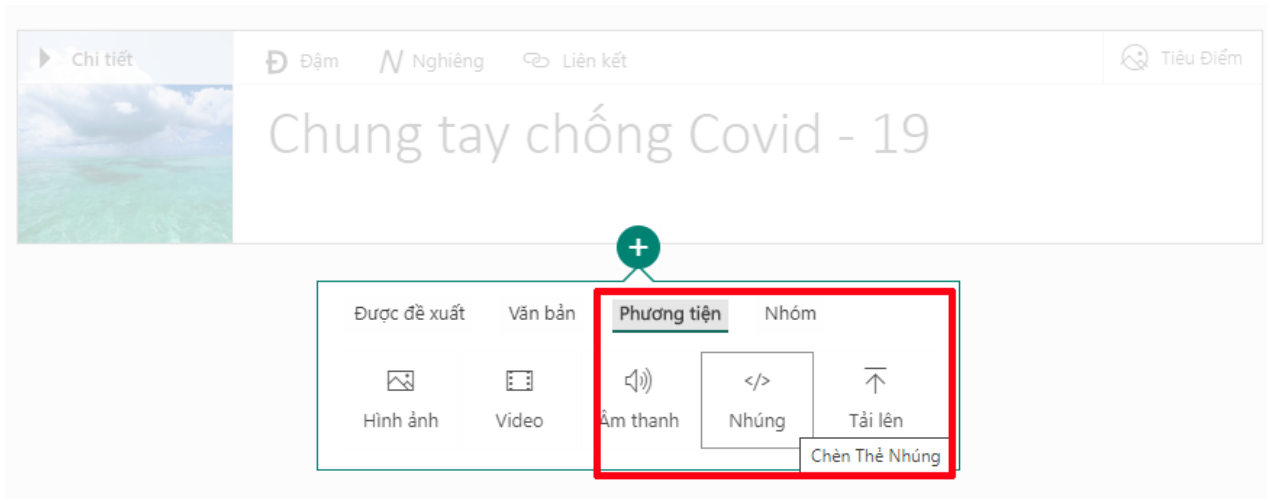 Chi tiết Đ Đậm N Nghiêng Liên kết Tiêu Điểm
Chung tay chống Covid - 19
Được đề xuất Văn bản Phương tiện Nhóm
Hình ảnh Video Âm thanh </> Nhúng Tải lên
Chèn Thẻ Nhúng